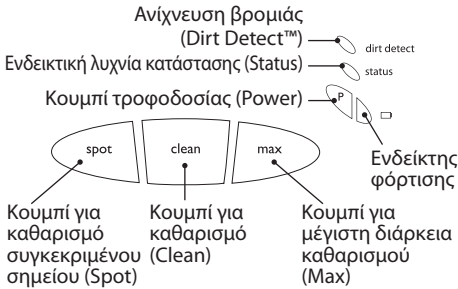 Ανίχνευση βρομιάς
(Dirt Detect™)
dirt detect
Ενδεικτική λυχνία κατάστασης (Status)
status
Κουμπί τροφοδοσίας (Power)
P
spot
clean
max
Ενδείκτης
φόρτισης
Κουμπί για
καθαρισμό
συγκεκριμένου
σημείου (Spot)
Κουμπί για
καθαρισμό
(Clean)
Κουμπί για
μέγιστη διάρκεια
καθαρισμού
(Max)